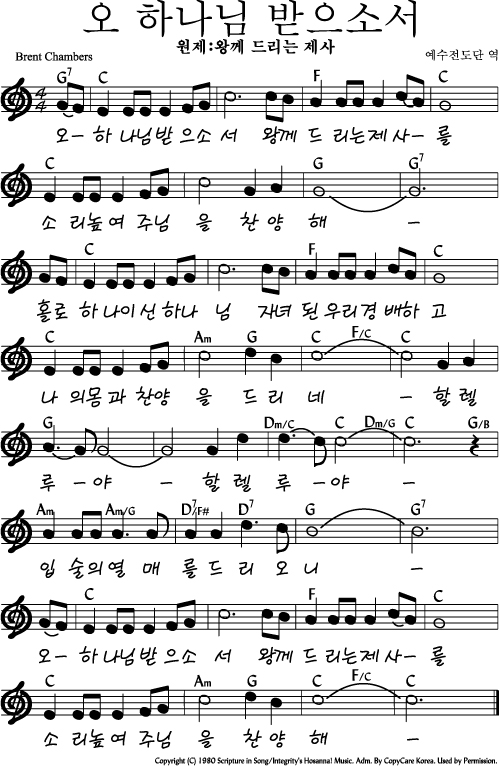 오 하나님 받으소서
원제:왕께 드리는 제사
Brent Chambers 예수전도단 역
G7 C F C
오- 하 나님 받 으소 서 왕께 드 리는제 사- 를
C G G7
소 리높 여 주님 을 찬 양 해 -
C F C
홀로 하 나이 신 하나 님 자녀 된 우리경 배하 고
C Am G C F/C C
나 의몸 과 찬양 을 드 리 네 - 할 렐
G Dm/C C Dm/G C G/B
루 -야 - 할 렐 루 -야 -
Am Am/G D7/F# D7 G G7
입 술의열 매 를 드 리 오 니 -
C F C
오- 하 나님 받 으소 서 왕께 드 리는제 사- 를
C Am G C F/C C
소 리높 여 주님 을 찬 양 해 -
Copyright (C) 1980 Scripture in Song/Integrity's Hosanna! Music. Adm. By CopyCare Korea. Used by Permission.